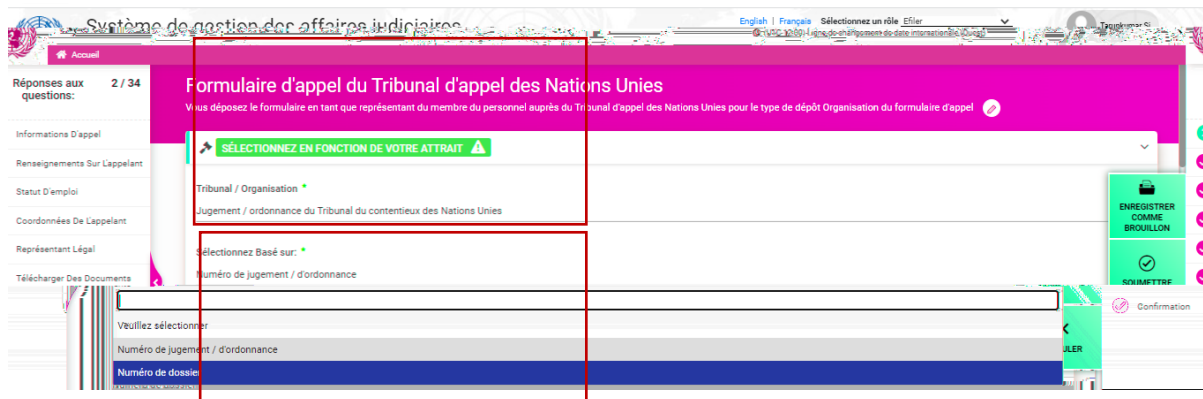 Système de gestion des affaires judiciaires
English | Français Sélectionnez un rôle Efiler
Accueil
Réponses aux questions: 2 / 34
Informations D'appel
Renseignements Sur L'appelant
Statut D'emploi
Coordonnées De L'appelant
Représentant Légal
Télécharger Des Documents
Formulaire d'appel du Tribunal d'appel des Nations Unies
Vous déposez le formulaire en tant que représentant du membre du personnel auprès du Tribunal d'appel des Nations Unies pour le type de dépôt Organisation du formulaire d'appel
SÉLECTIONNEZ EN FONCTION DE VOTRE ATTRAIT
Tribunal / Organisation *
Jugement / ordonnance du Tribunal du contentieux des Nations Unies
Sélectionnez Basé sur: *
Numéro de jugement / d'ordonnance
Veuillez sélectionner
Numéro de jugement / d'ordonnance
Numéro de dossier
ENREGISTRER
COMME
BROUILLON
SOUMETTRE
ULER
Confirmation